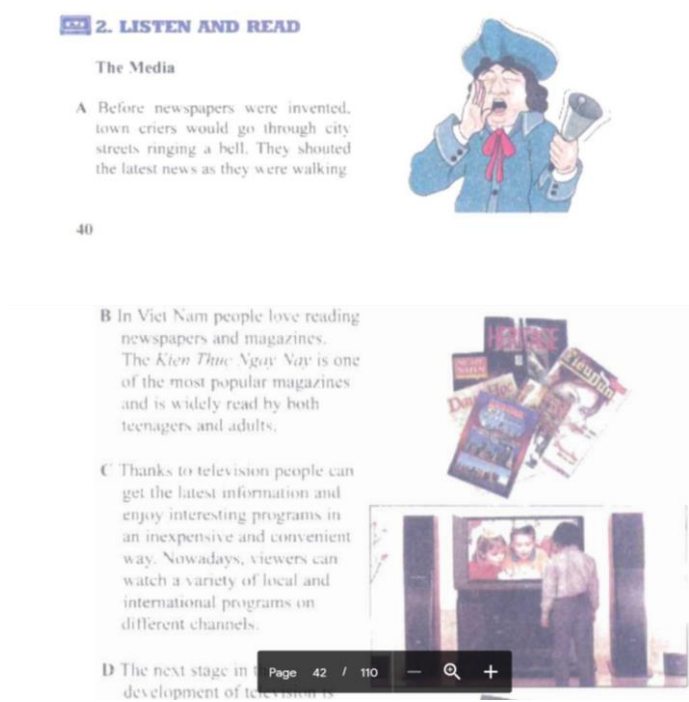 2. LISTEN AND READ
The Media
A Before newspapers were invented,
town criers would go through city
streets ringing a bell. They shouted
the latest news as they were walking
40
B In Viet Nam people love reading
newspapers and magazines.
The Kien Thuc Ngay Nay is one
of the most popular magazines
and is widely read by both
teenagers and adults.
HERITAGE
C Thanks to television people can
get the latest information and
enjoy interesting programs in
an inexpensive and convenient
way. Nowadays, viewers can
watch a variety of local and
international programs on
different channels.
D The next stage in
development of television is
Page 42 / 110 — +